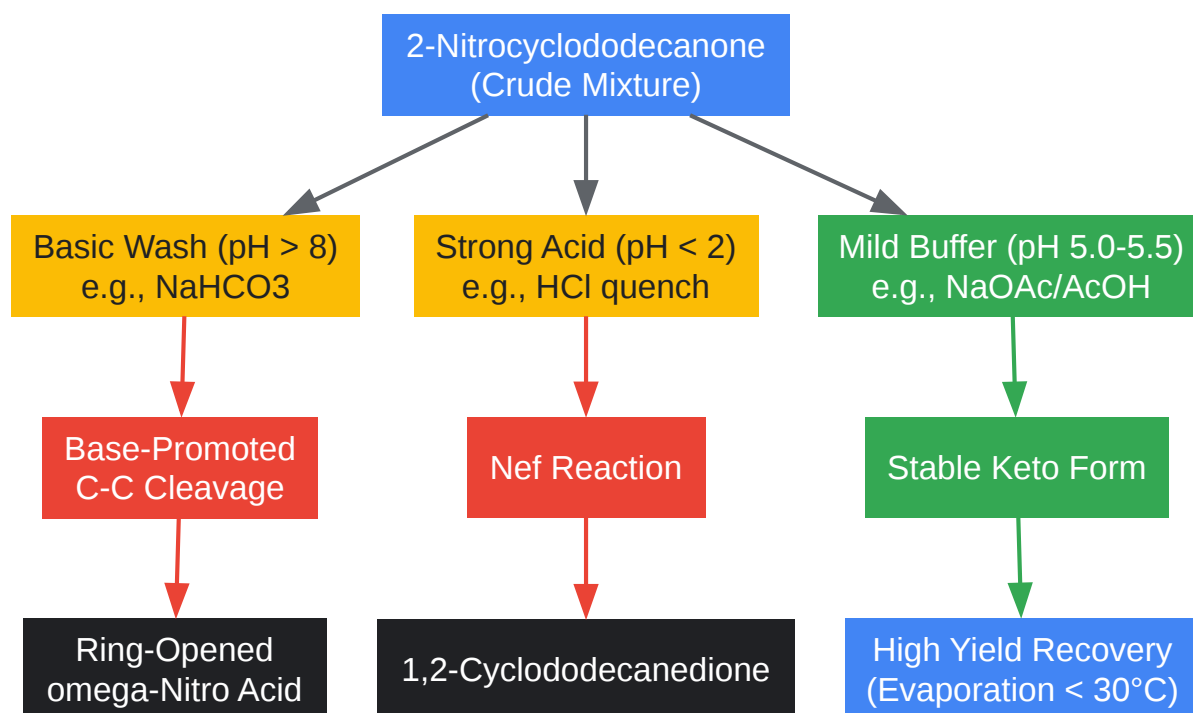 2-Nitrocyclododecanone
(Crude Mixture)
Basic Wash (pH > 8)
e.g., NaHCO3
Strong Acid (pH < 2)
e.g., HCl quench
Mild Buffer (pH 5.0-5.5)
e.g., NaOAc/AcOH
Base-Promoted
C-C Cleavage
Nef Reaction
Stable Keto Form
Ring-Opened
omega-Nitro Acid
1,2-Cyclododecanedione
High Yield Recovery
(Evaporation < 30°C)